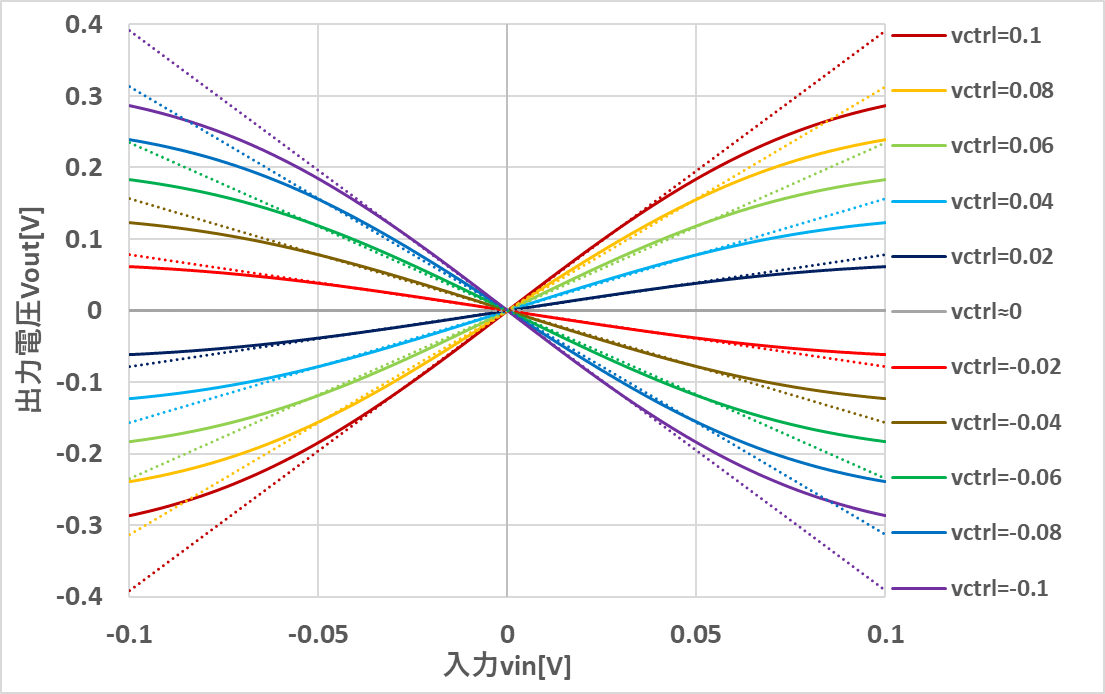 0.4
0.3
0.2
0.1
0
-0.1
-0.2
-0.3
-0.4
出力電圧Vout[V]
-0.1
-0.05
0
0.05
0.1
入力vin[V]
vctrl=0.1
vctrl=0.08
vctrl=0.06
vctrl=0.04
vctrl=0.02
vctrl≈0
vctrl=-0.02
vctrl=-0.04
vctrl=-0.06
vctrl=-0.08
vctrl=-0.1